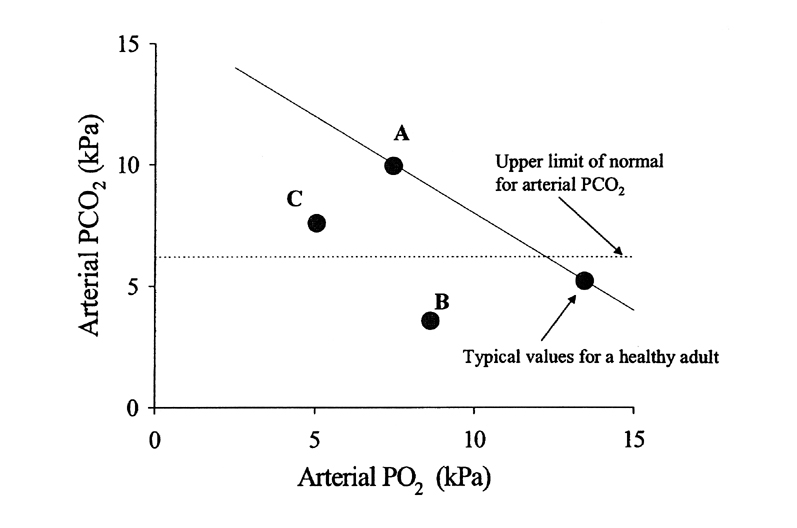 15
A
Upper limit of normal
for arterial PCO₂
10
C
Arterial PCO₂ (kPa)
5
B
Typical values for a healthy adult
0
0 5 10 15
Arterial PO₂ (kPa)